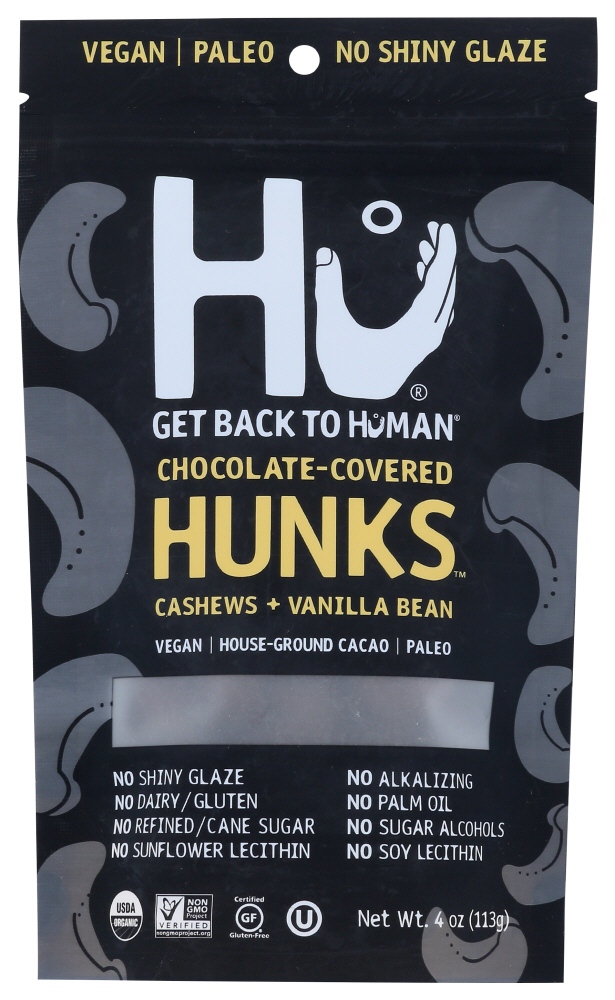 VEGAN | PALEO NO SHINY GLAZE
HU®
GET BACK TO HUMAN®
CHOCOLATE-COVERED
HUNKS™
CASHEWS + VANILLA BEAN
VEGAN | HOUSE-GROUND CACAO | PALEO
NO SHINY GLAZE
NO DAIRY/GLUTEN
NO REFINED/CANE SUGAR
NO SUNFLOWER LECITHIN
NO ALKALIZING
NO PALM OIL
NO SUGAR ALCOHOLS
NO SOY LECITHIN
USDA
ORGANIC
NON
GMO
Project
VERIFIED
nongmoproject.org
Certified
GF
Gluten-Free
U
Net Wt. 4 oz (113g)